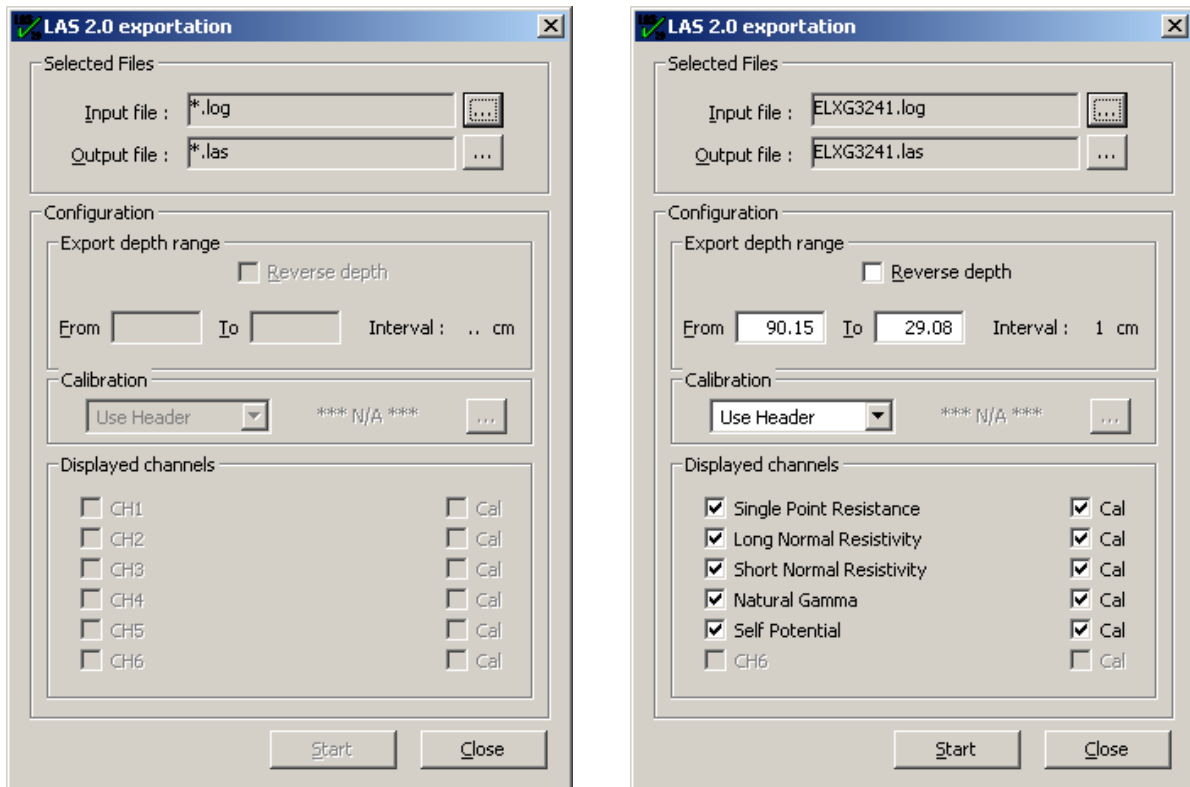 LAS 2.0 exportation
Selected Files
Input file : *.log ...
Output file : *.las ...
Configuration
Export depth range
Reverse depth
From To Interval : .. cm
Calibration
Use Header *** N/A *** ...
Displayed channels
CH1 Cal
CH2 Cal
CH3 Cal
CH4 Cal
CH5 Cal
CH6 Cal
Start Close
LAS 2.0 exportation
Selected Files
Input file : ELXG3241.log ...
Output file : ELXG3241.las ...
Configuration
Export depth range
Reverse depth
From 90.15 To 29.08 Interval : 1 cm
Calibration
Use Header *** N/A *** ...
Displayed channels
Single Point Resistance Cal
Long Normal Resistivity Cal
Short Normal Resistivity Cal
Natural Gamma Cal
Self Potential Cal
CH6 Cal
Start Close